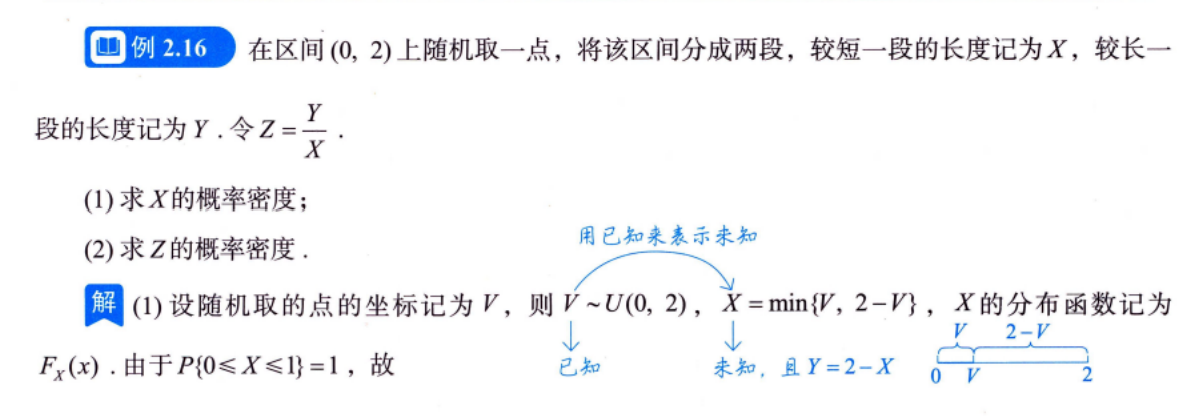 例 2.16 在区间 (0, 2) 上随机取一点，将该区间分成两段，较短一段的长度记为 X，较长一
段的长度记为 Y . 令 Z = Y/X .
(1) 求 X 的概率密度；
(2) 求 Z 的概率密度 .
用已知来表示未知
解 (1) 设随机取的点的坐标记为 V，则 V ~ U(0, 2)，X = min{V, 2 − V}，X 的分布函数记为
V 2 − V
F_X(x) . 由于 P{0 ≤ X ≤ 1} = 1，故 已知 未知，且 Y = 2 − X 0 V 2